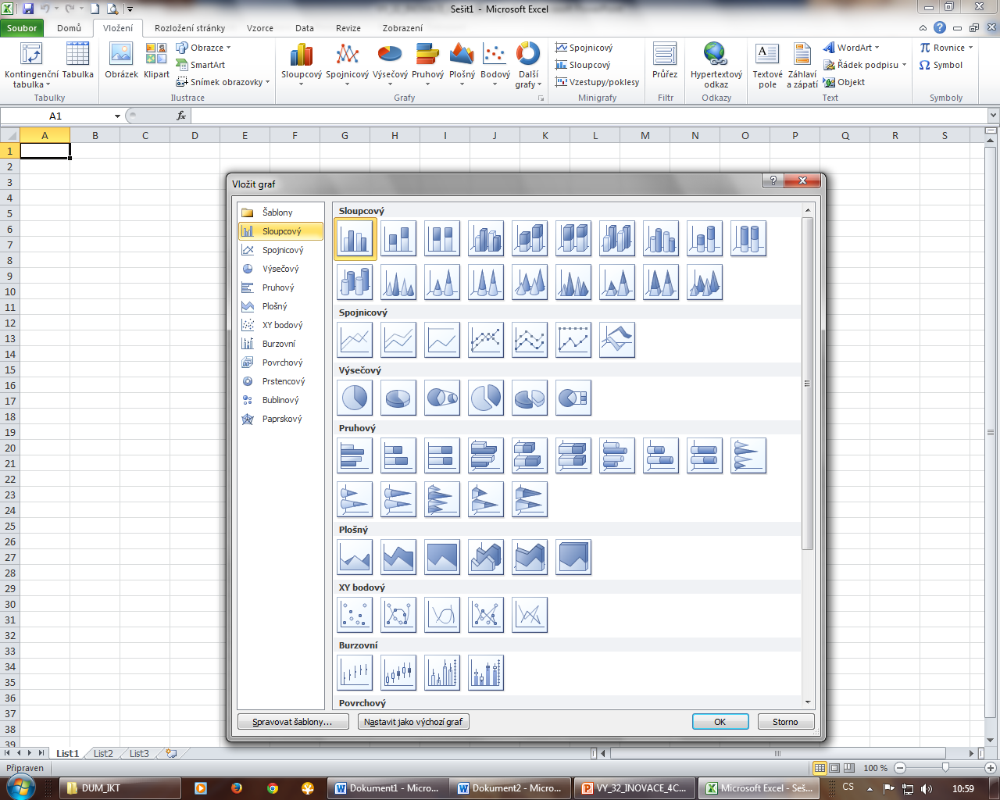 Sešit1 - Microsoft Excel
Soubor Domů Vložení Rozložení stránky Vzorce Data Revize Zobrazení
Kontingenční tabulka
Tabulka
Tabulky
Obrázek
Klipart
Obrazce
SmartArt
Snímek obrazovky
Ilustrace
Sloupcový
Spojnicový
Výsečový
Pruhový
Plošný
Bodový
Další grafy
Grafy
Spojnicový
Sloupcový
Vzestupy/poklesy
Minigrafy
Průřez
Filtr
Hypertextový odkaz
Odkazy
Textové pole
Záhlaví a zápatí
WordArt
Řádek podpisu
Objekt
Text
Rovnice
Symbol
Symboly
A1 fx
A B C D E F G H I J K L M N O P Q R S
1
2
3
4
5
6
7
8
9
10
11
12
13
14
15
16
17
18
19
20
21
22
23
24
25
26
27
28
29
30
31
32
33
34
35
36
37
38
39
Vložit graf
Šablony
Sloupcový
Spojnicový
Výsečový
Pruhový
Plošný
XY bodový
Burzovní
Povrchový
Prstencový
Bublinový
Paprskový
Sloupcový
Spojnicový
Výsečový
Pruhový
Plošný
XY bodový
Burzovní
Povrchový
Spravovat šablony... Nastavit jako výchozí graf OK Storno
List1 List2 List3
Připraven 100 %
DUM_IKT Dokument1 - Micro... Dokument2 - Micro... VY_32_INOVACE_4C... Microsoft Excel - Seš... CS 10:59